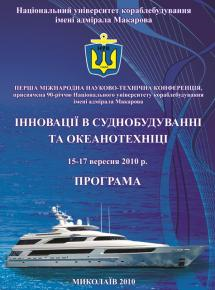 Національний університет кораблебудування
імені адмірала Макарова
ПЕРША МІЖНАРОДНА НАУКОВО-ТЕХНІЧНА КОНФЕРЕНЦІЯ,
присвячена 90-річчю Національного університету кораблебудування
імені адмірала Макарова
ІННОВАЦІЇ В СУДНОБУДУВАННІ
ТА ОКЕАНОТЕХНІЦІ
15-17 вересня 2010 р.
ПРОГРАМА
МИКОЛАЇВ 2010